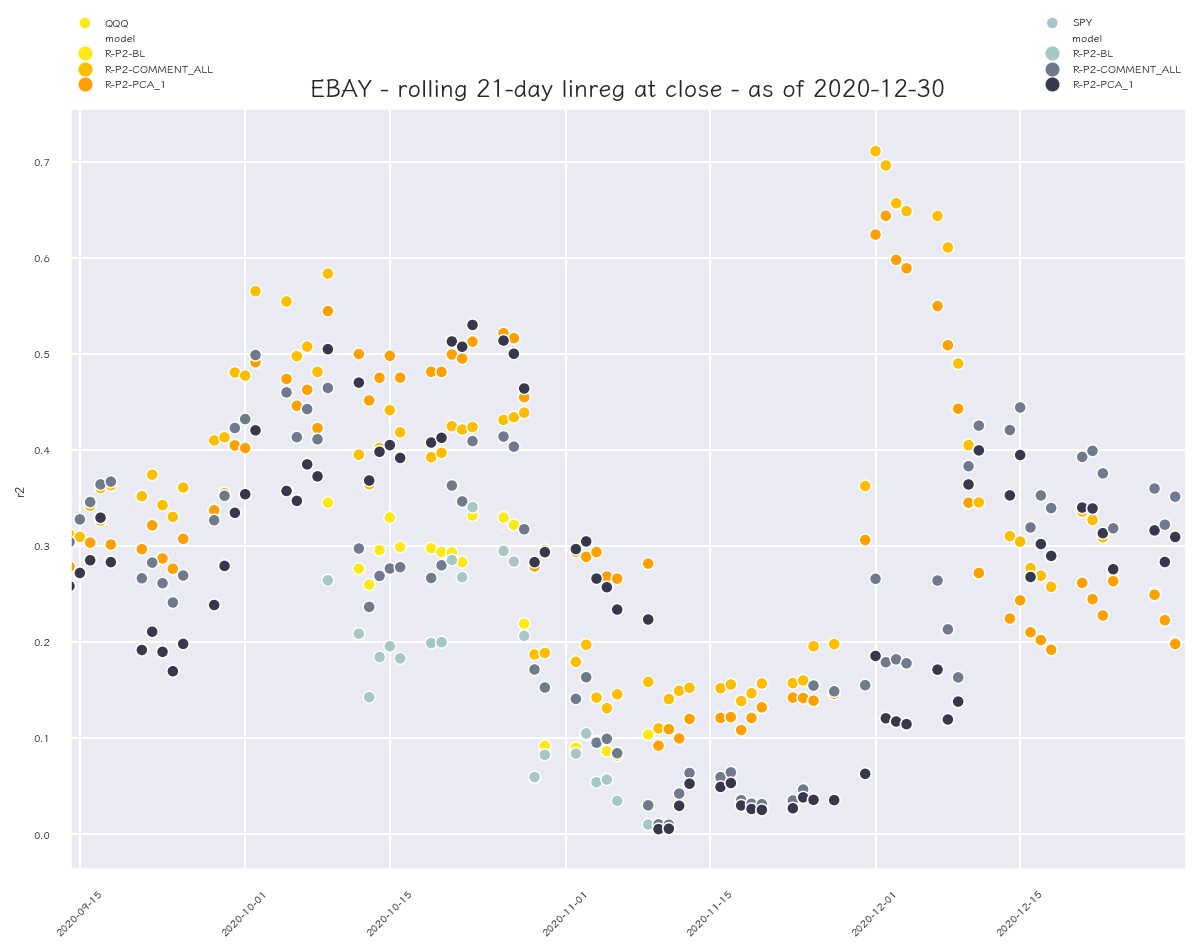 QQQ
model
R-P2-BL
R-P2-COMMENT_ALL
R-P2-PCA_1
SPY
model
R-P2-BL
R-P2-COMMENT_ALL
R-P2-PCA_1
EBAY - rolling 21-day linreg at close - as of 2020-12-30
r2
0.7
0.6
0.5
0.4
0.3
0.2
0.1
0.0
2020-09-15
2020-10-01
2020-10-15
2020-11-01
2020-11-15
2020-12-01
2020-12-15